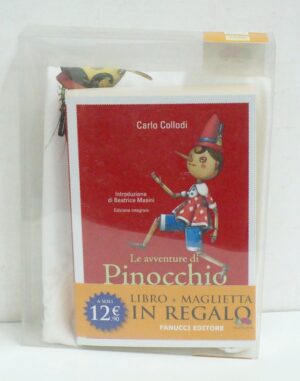 Carlo Collodi
Introduzione
di Beatrice Masini
Edizione integrale
Le avventure di
Pinocchio
A SOLI
12€
,90
LIBRO + MAGLIETTA
IN REGALO
FANUCCI EDITORE